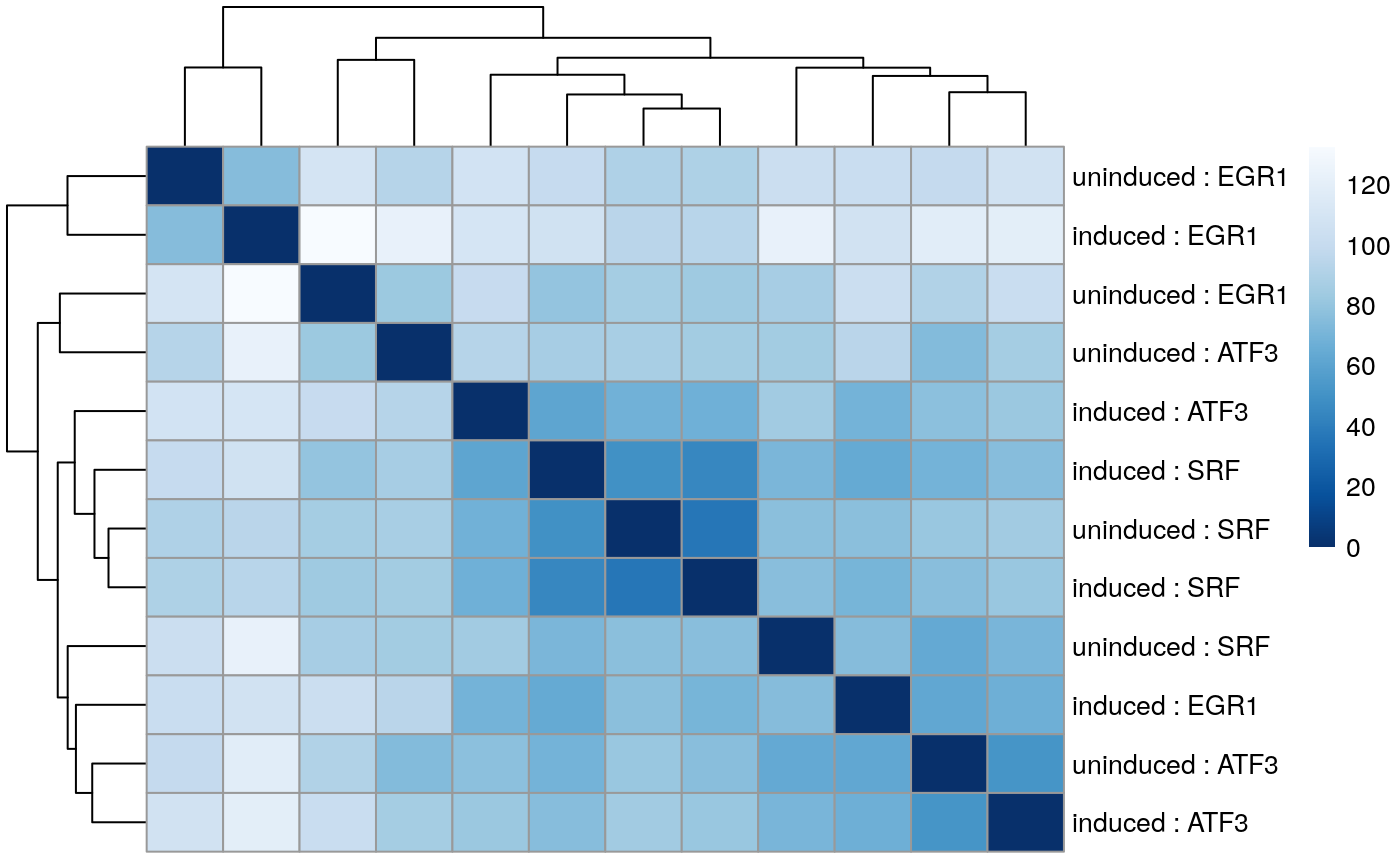 uninduced : EGR1
induced : EGR1
uninduced : EGR1
uninduced : ATF3
induced : ATF3
induced : SRF
uninduced : SRF
induced : SRF
uninduced : SRF
induced : EGR1
uninduced : ATF3
induced : ATF3
120
100
80
60
40
20
0